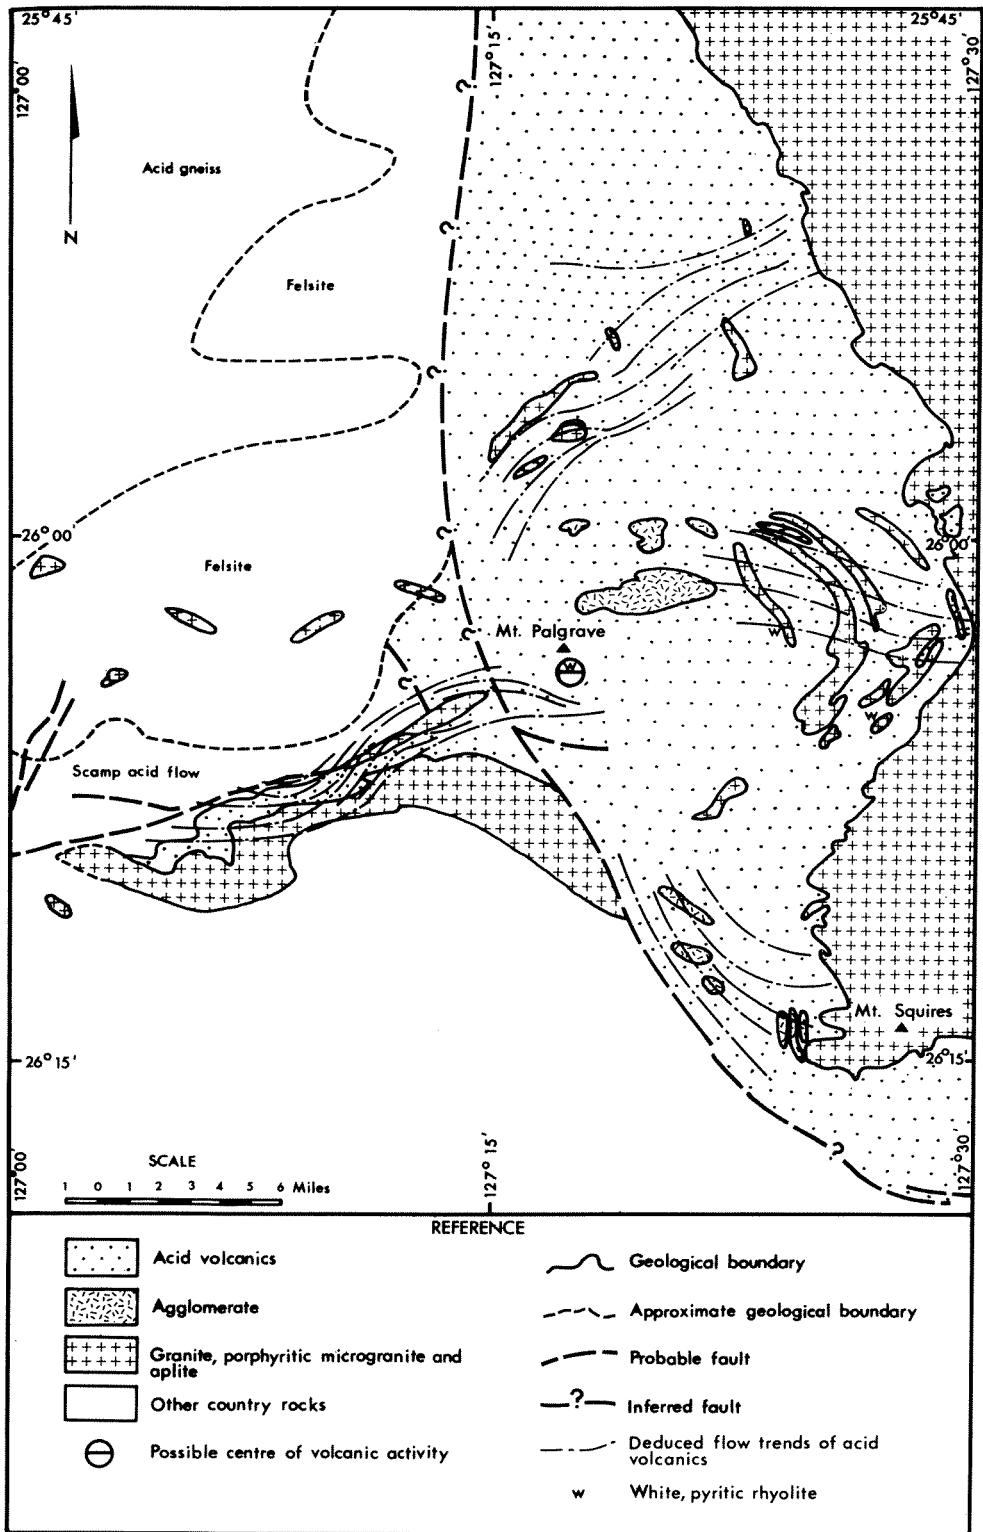 25°45'
25°45'
127°00'
127°15'
127°30'
?
Acid gneiss
N
?
Felsite
?
26°00'
?
26°00'
Felsite
?
Mt. Palgrave
w
w
?
w
Scamp acid flow
Mt. Squires
26°15'
26°15'
?
127°00'
127°15'
127°30'
SCALE
1 0 1 2 3 4 5 6 Miles
REFERENCE
Acid volcanics
Agglomerate
Granite, porphyritic microgranite and
aplite
Other country rocks
Possible centre of volcanic activity
Geological boundary
Approximate geological boundary
Probable fault
? Inferred fault
Deduced flow trends of acid
volcanics
w White, pyritic rhyolite